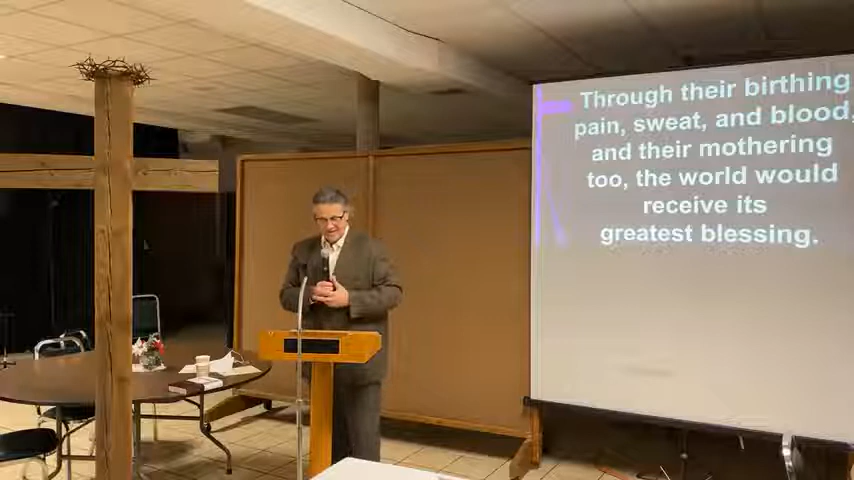 Through their birthing
pain, sweat, and blood,
and their mothering
too, the world would
receive its
greatest blessing.